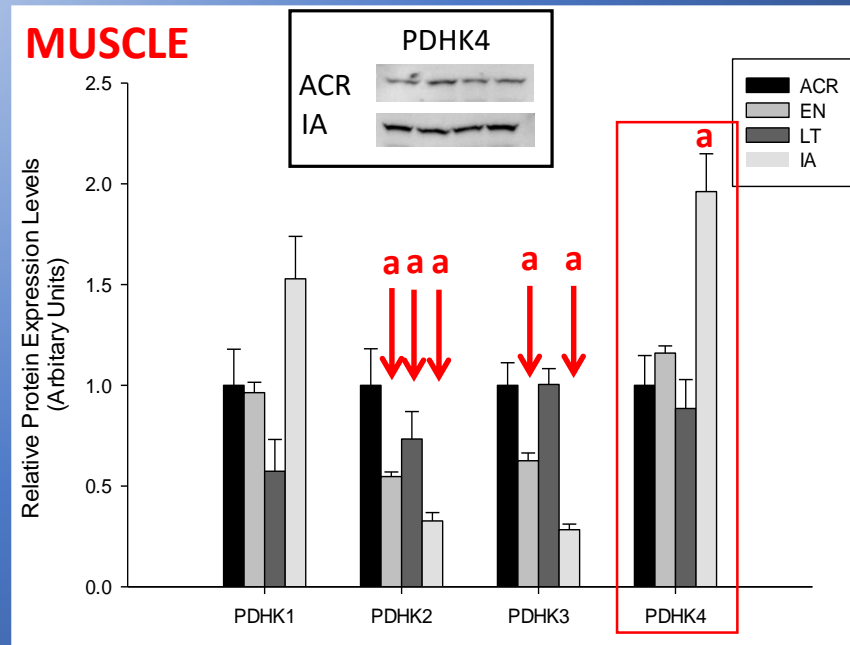 MUSCLE
PDHK4
ACR
IA
ACR
EN
LT
IA
Relative Protein Expression Levels
(Arbitary Units)
2.5
2.0
1.5
1.0
0.5
0.0
a a a
a a
a
PDHK1 PDHK2 PDHK3 PDHK4